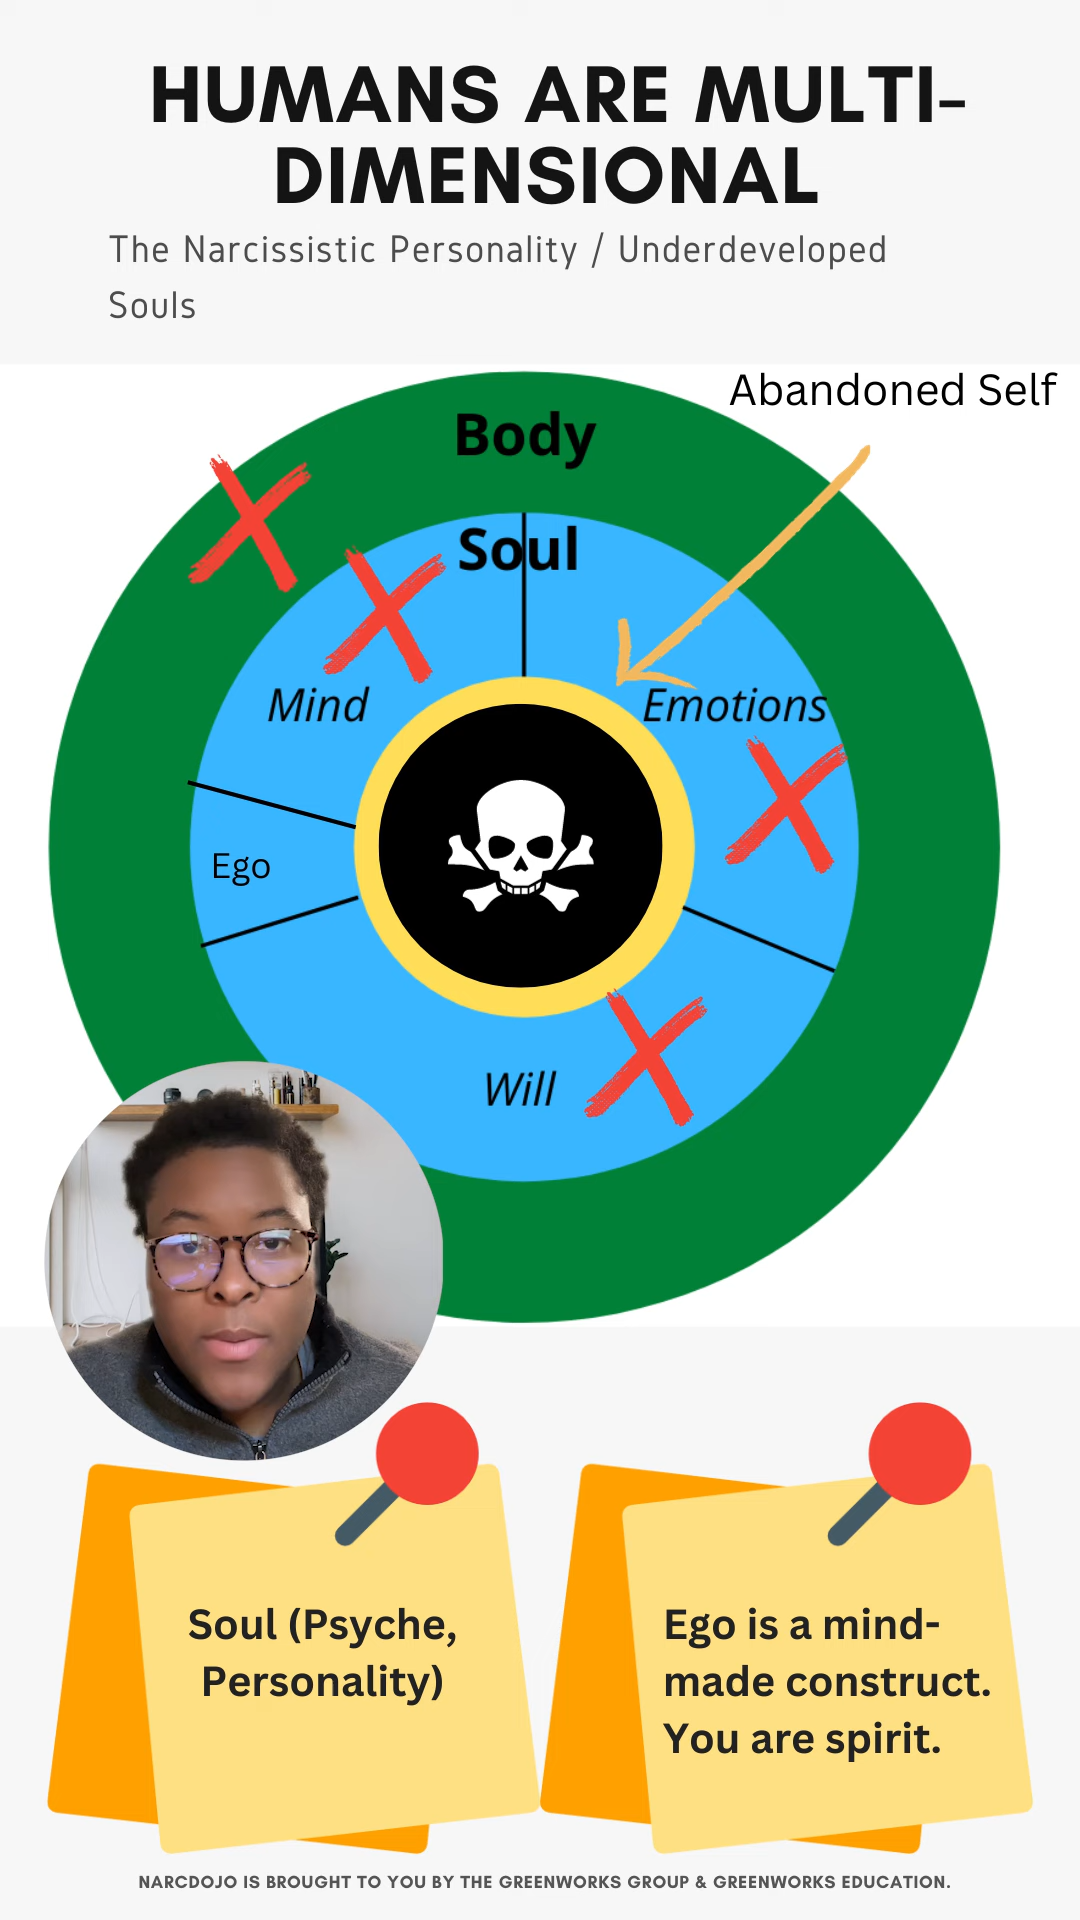 HUMANS ARE MULTI-
DIMENSIONAL
The Narcissistic Personality / Underdeveloped
Souls
Abandoned Self
Body
Soul
Mind
Emotions
Ego
Will
Soul (Psyche,
Personality)
Ego is a mind-
made construct.
You are spirit.
NARCDOJO IS BROUGHT TO YOU BY THE GREENWORKS GROUP & GREENWORKS EDUCATION.